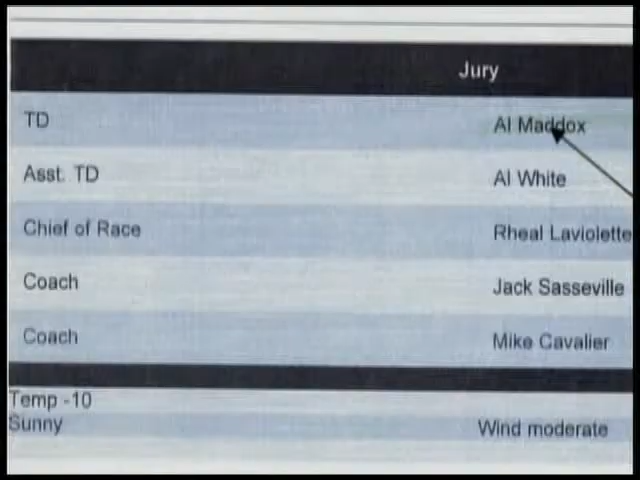 Jury
TD Al Maddox
Asst. TD Al White
Chief of Race Rheal Laviolette
Coach Jack Sasseville
Coach Mike Cavalier
Temp -10
Sunny Wind moderate